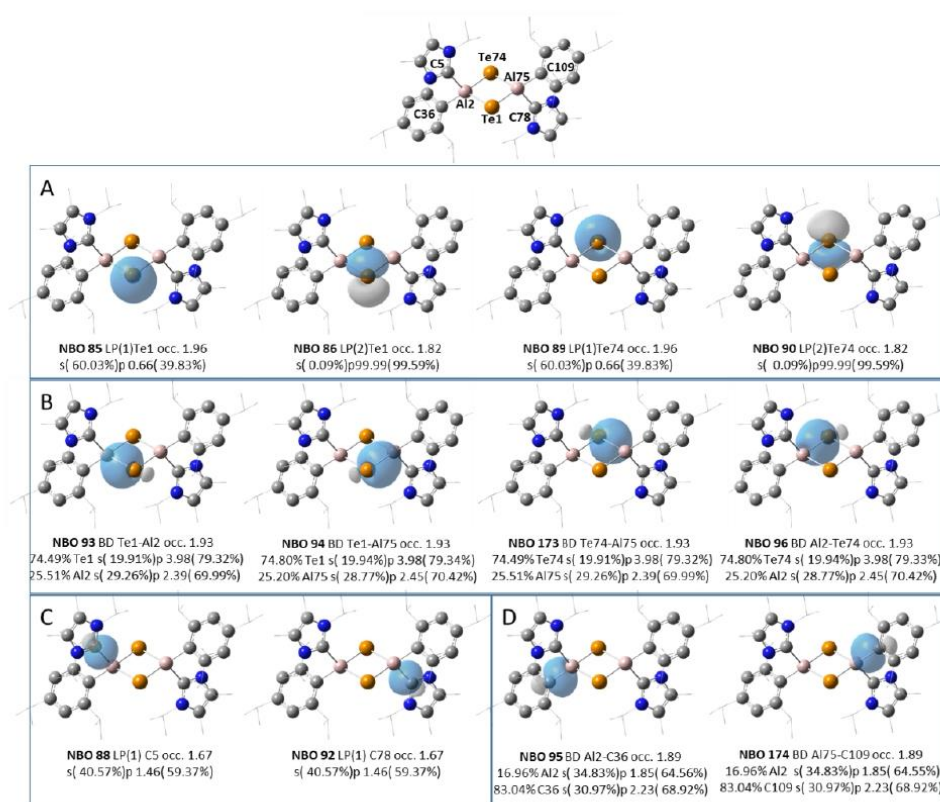 Te74
C5
Al75
C109
Al2
C36
Te1
C78
A
NBO 85 LP(1)Te1 occ. 1.96
s( 60.03%)p 0.66( 39.83%)
NBO 86 LP(2)Te1 occ. 1.82
s( 0.09%)p99.99( 99.59%)
NBO 89 LP(1)Te74 occ. 1.96
s( 60.03%)p 0.66( 39.83%)
NBO 90 LP(2)Te74 occ. 1.82
s( 0.09%)p99.99( 99.59%)
B
NBO 93 BD Te1-Al2 occ. 1.93
74.49% Te1 s(19.91%)p 3.98( 79.32%)
25.51% Al2 s( 29.26%)p 2.39( 69.99%)
NBO 94 BD Te1-Al75 occ. 1.93
74.80% Te1 s( 19.94%)p 3.98( 79.34%)
25.20% Al75 s( 28.77%)p 2.45( 70.42%)
NBO 173 BD Te74-Al75 occ. 1.93
74.49% Te74 s( 19.91%)p 3.98( 79.32%)
25.51% Al75 s( 29.26%)p 2.39( 69.99%)
NBO 96 BD Al2-Te74 occ. 1.93
74.80% Te74 s( 19.94%)p 3.98( 79.33%)
25.20% Al2 s( 28.77%)p 2.45( 70.42%)
C
NBO 88 LP(1) C5 occ. 1.67
s( 40.57%)p 1.46( 59.37%)
NBO 92 LP(1) C78 occ. 1.67
s( 40.57%)p 1.46( 59.37%)
D
NBO 95 BD Al2-C36 occ. 1.89
16.96% Al2 s( 34.83%)p 1.85( 64.56%)
83.04% C36 s( 30.97%)p 2.23( 68.92%)
NBO 174 BD Al75-C109 occ. 1.89
16.96% Al2 s( 34.83%)p 1.85( 64.55%)
83.04% C109 s( 30.97%)p 2.23( 68.92%)